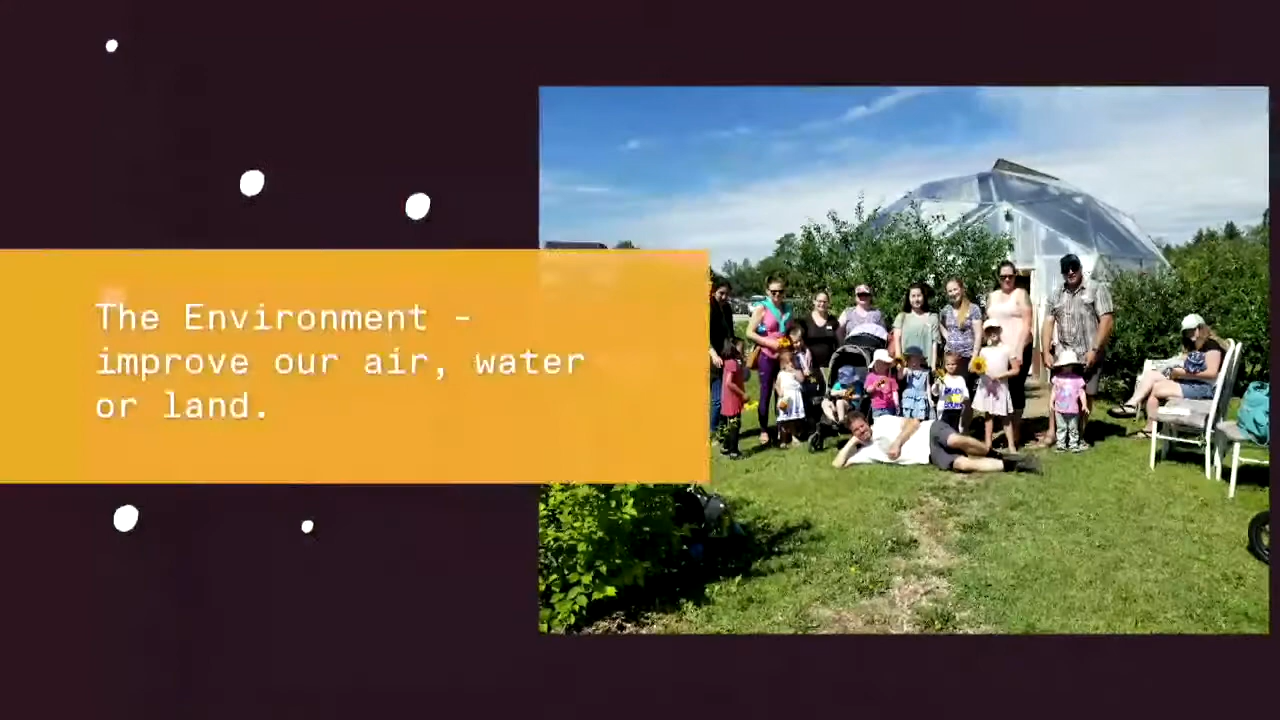 The Environment -
improve our air, water
or land.